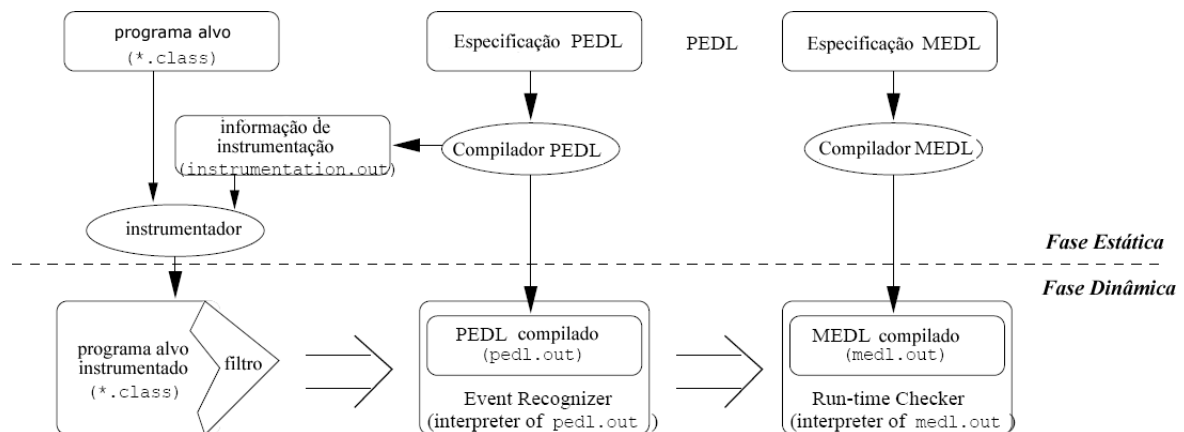 programa alvo
(*.class)
Especificação PEDL
PEDL
Especificação MEDL
informação de
instrumentação
(instrumentation.out)
Compilador PEDL
Compilador MEDL
instrumentador
Fase Estática
Fase Dinâmica
programa alvo
instrumentado
(*.class)
filtro
PEDL compilado
(pedl.out)
Event Recognizer
(interpreter of pedl.out)
MEDL compilado
(medl.out)
Run-time Checker
(interpreter of medl.out)